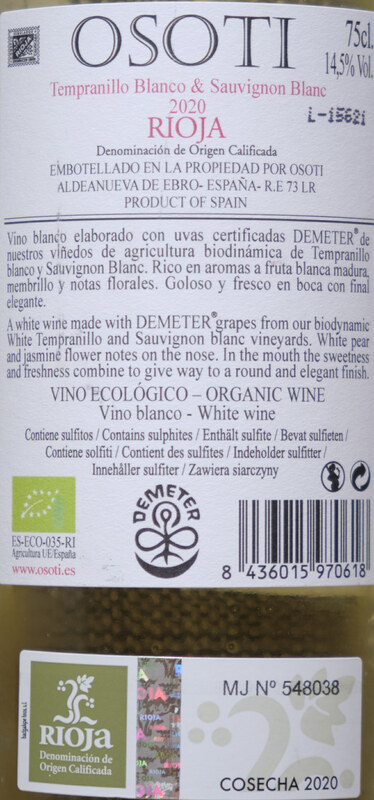 OSOTI
75cl.
14,5% Vol.
Tempranillo Blanco & Sauvignon Blanc
2020
RIOJA
L-15621
Denominación de Origen Calificada
EMBOTELLADO EN LA PROPIEDAD POR OSOTI
ALDEANUEVA DE EBRO- ESPAÑA- R.E 73 LR
PRODUCT OF SPAIN
Vino blanco elaborado con uvas certificadas DEMETER® de
nuestros viñedos de agricultura biodinámica de Tempranillo
blanco y Sauvignon Blanc. Rico en aromas a fruta blanca madura,
membrillo y notas florales. Goloso y fresco en boca con final
elegante.
A white wine made with DEMETER® grapes from our biodynamic
White Tempranillo and Sauvignon blanc vineyards. White pear
and jasmine flower notes on the nose. In the mouth the sweetness
and freshness combine to give way to a round and elegant finish.
VINO ECOLÓGICO – ORGANIC WINE
Vino blanco - White wine
Contiene sulfitos / Contains sulphites / Enthält sulfite / Bevat sulfieten /
Contiene solfiti / Contient des sulfites / Indeholder sulfitter /
Innehåller sulfiter / Zawiera siarczyny
DEMETER
ES-ECO-035-RI
Agricultura UE/España
www.osoti.es
8 436015 970618
RIOJA
Denominación de
Origen Calificada
RIOJA
MJ Nº 548038
COSECHA 2020